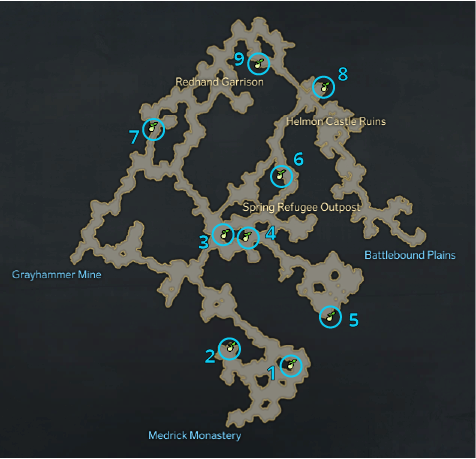 9
Redhand Garrison
8
Helmon Castle Ruins
7
6
Spring Refugee Outpost
3
4
Battlebound Plains
Grayhammer Mine
5
2
1
Medrick Monastery